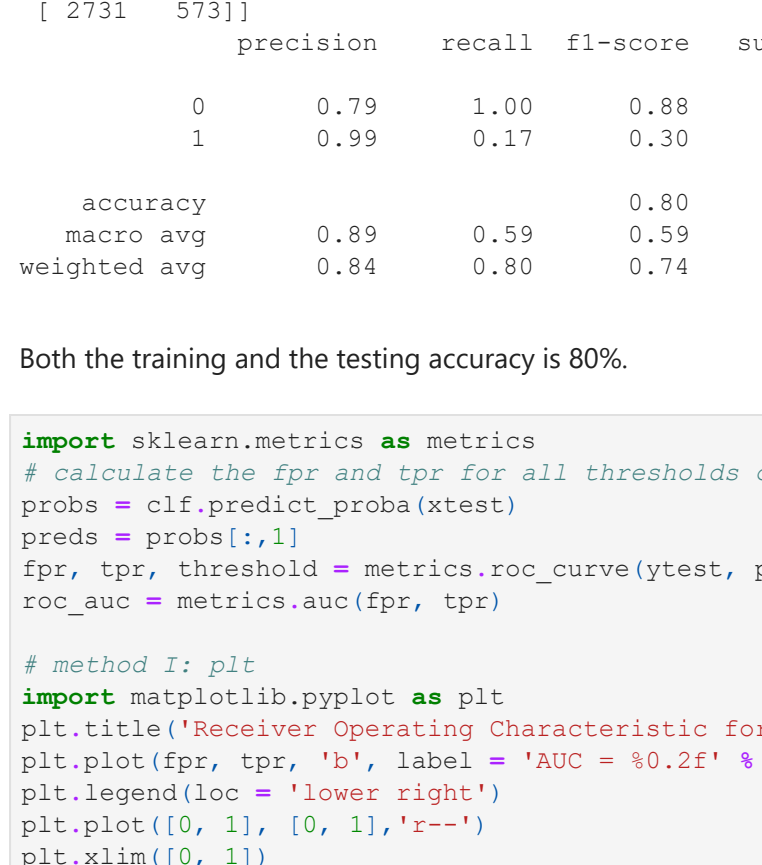 [ 2731   573]]
              precision    recall  f1-score

           0       0.79      1.00      0.88
           1       0.99      0.17      0.30

    accuracy                           0.80
   macro avg       0.89      0.59      0.59
weighted avg       0.84      0.80      0.74

Both the training and the testing accuracy is 80%.

import sklearn.metrics as metrics
# calculate the fpr and tpr for all thresholds
probs = clf.predict_proba(xtest)
preds = probs[:,1]
fpr, tpr, threshold = metrics.roc_curve(ytest,
roc_auc = metrics.auc(fpr, tpr)

# method I: plt
import matplotlib.pyplot as plt
plt.title('Receiver Operating Characteristic for
plt.plot(fpr, tpr, 'b', label = 'AUC = %0.2f' %
plt.legend(loc = 'lower right')
plt.plot([0, 1], [0, 1],'r--')
plt.xlim([0, 1])